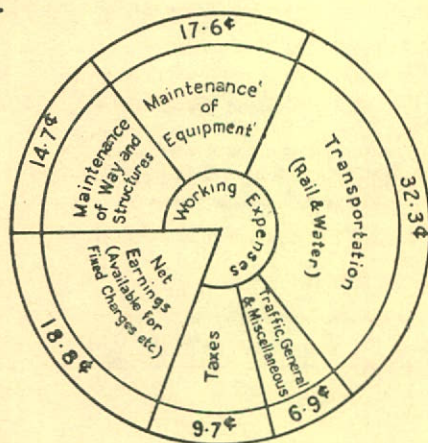 17·6¢
Maintenance'
of
Equipment'
32·3¢
Transportation
(Rail & Water)
6·9¢
Traffic, General
& Miscellaneous
9·7¢
Taxes
18·8¢
Net
Earnings
(Available for
Fixed Changes etc)
14·7¢
Maintenance
of Way and
Structures
Working Expenses